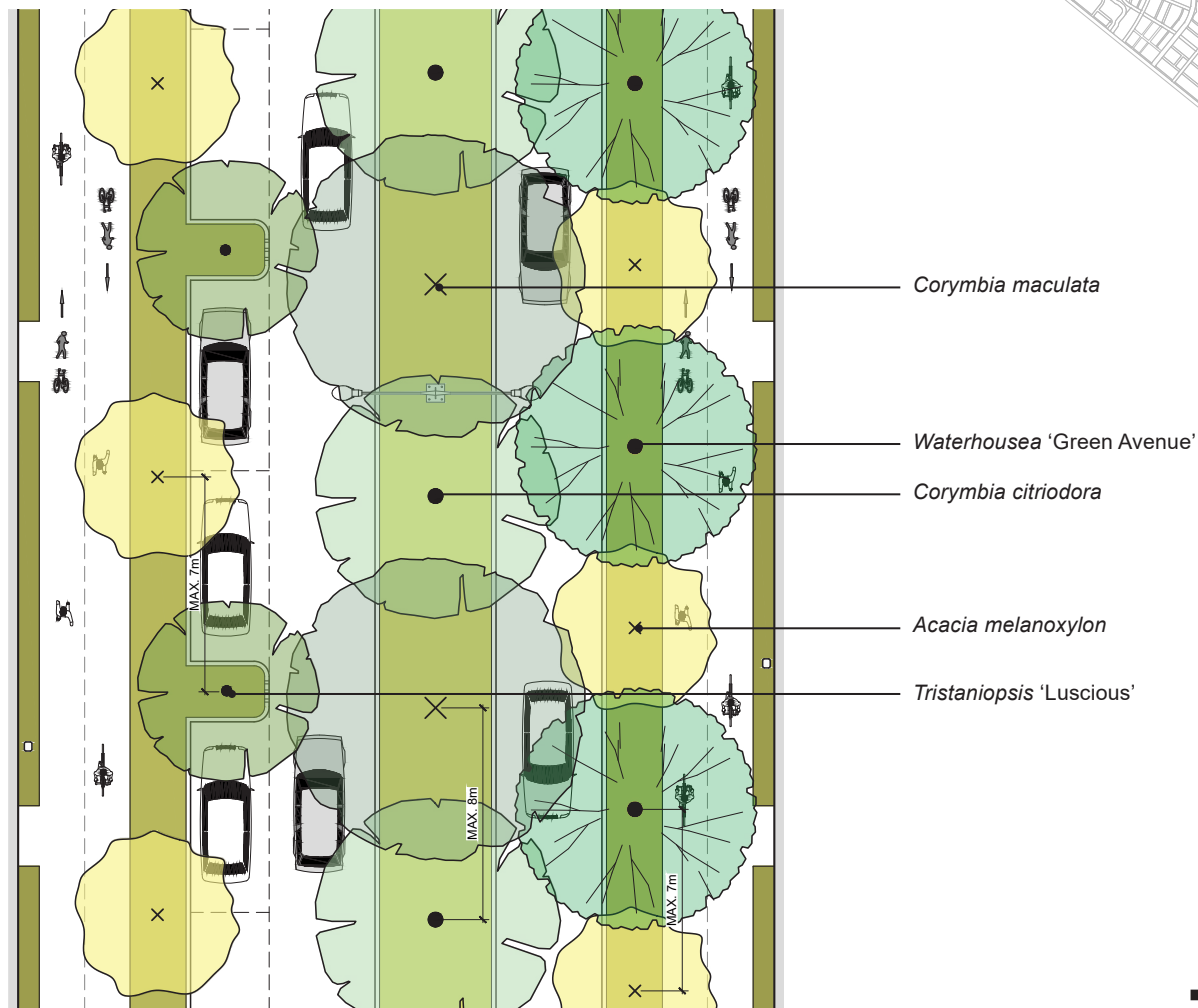 Corymbia maculata
Waterhousea ‘Green Avenue’
Corymbia citriodora
MAX. 7m
Acacia melanoxylon
Tristaniopsis ‘Luscious’
MAX. 8m
MAX. 7m